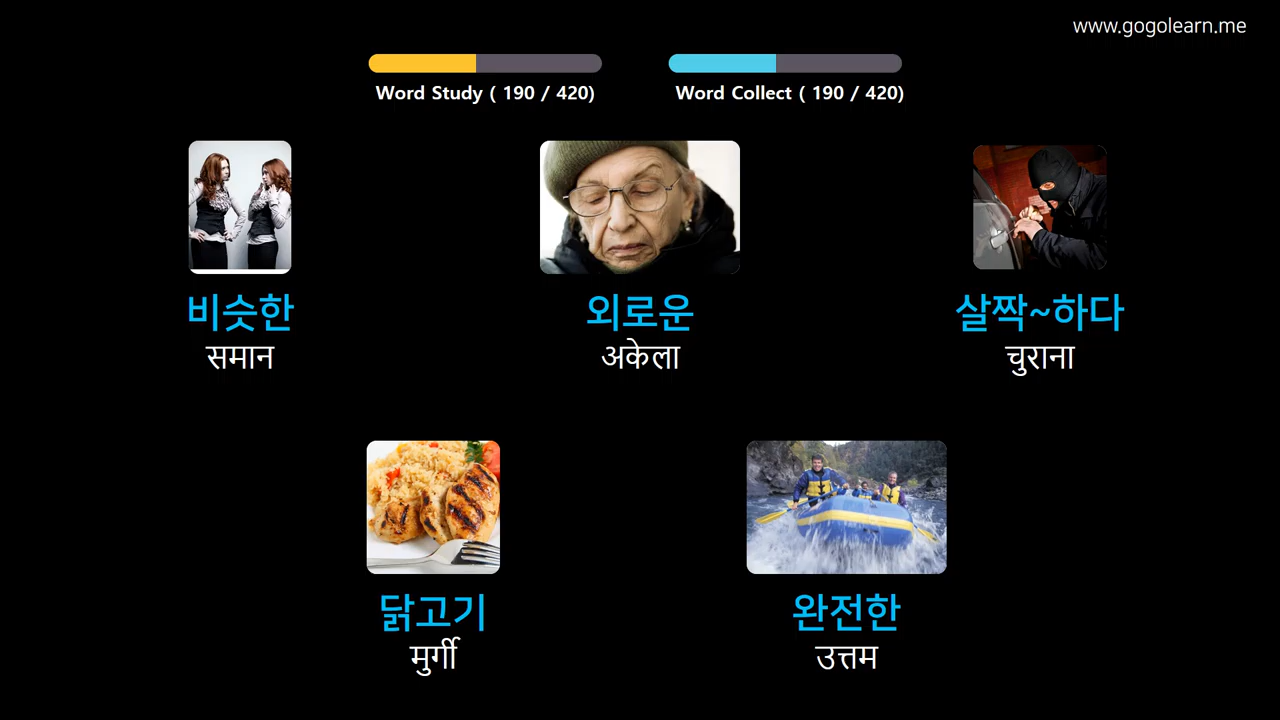 www.gogolearn.me
Word Study ( 190 / 420)
Word Collect ( 190 / 420)
비슷한
समान
외로운
अकेला
살짝~하다
चुराना
닭고기
मुर्गी
완전한
उत्तम